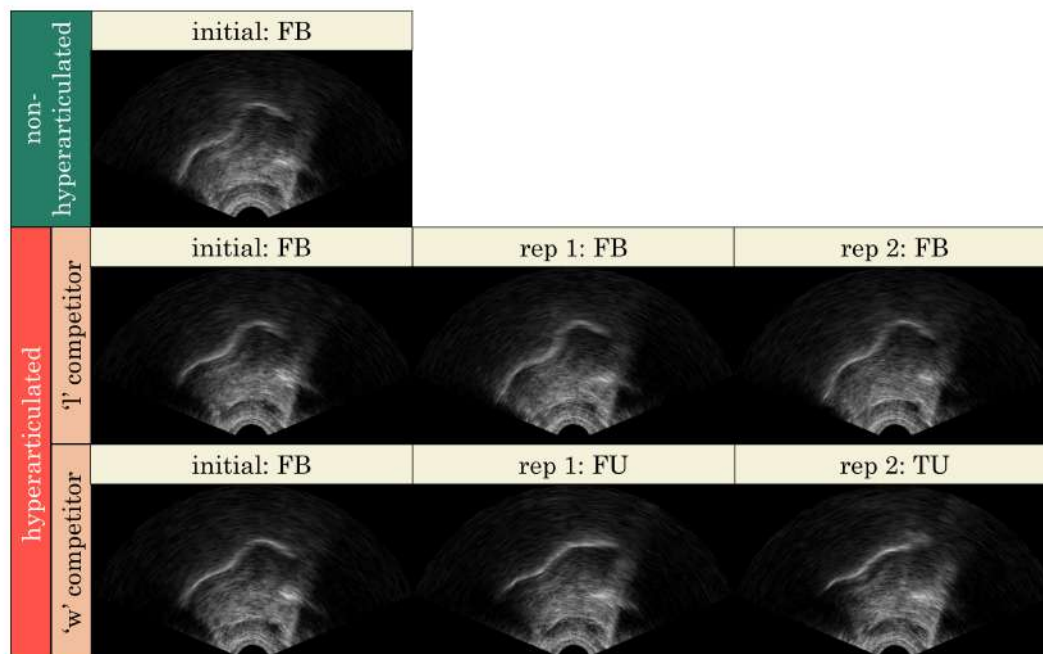 non-
hyperarticulated
initial: FB
hyperarticulated
‘l’ competitor
initial: FB
rep 1: FB
rep 2: FB
‘w’ competitor
initial: FB
rep 1: FU
rep 2: TU